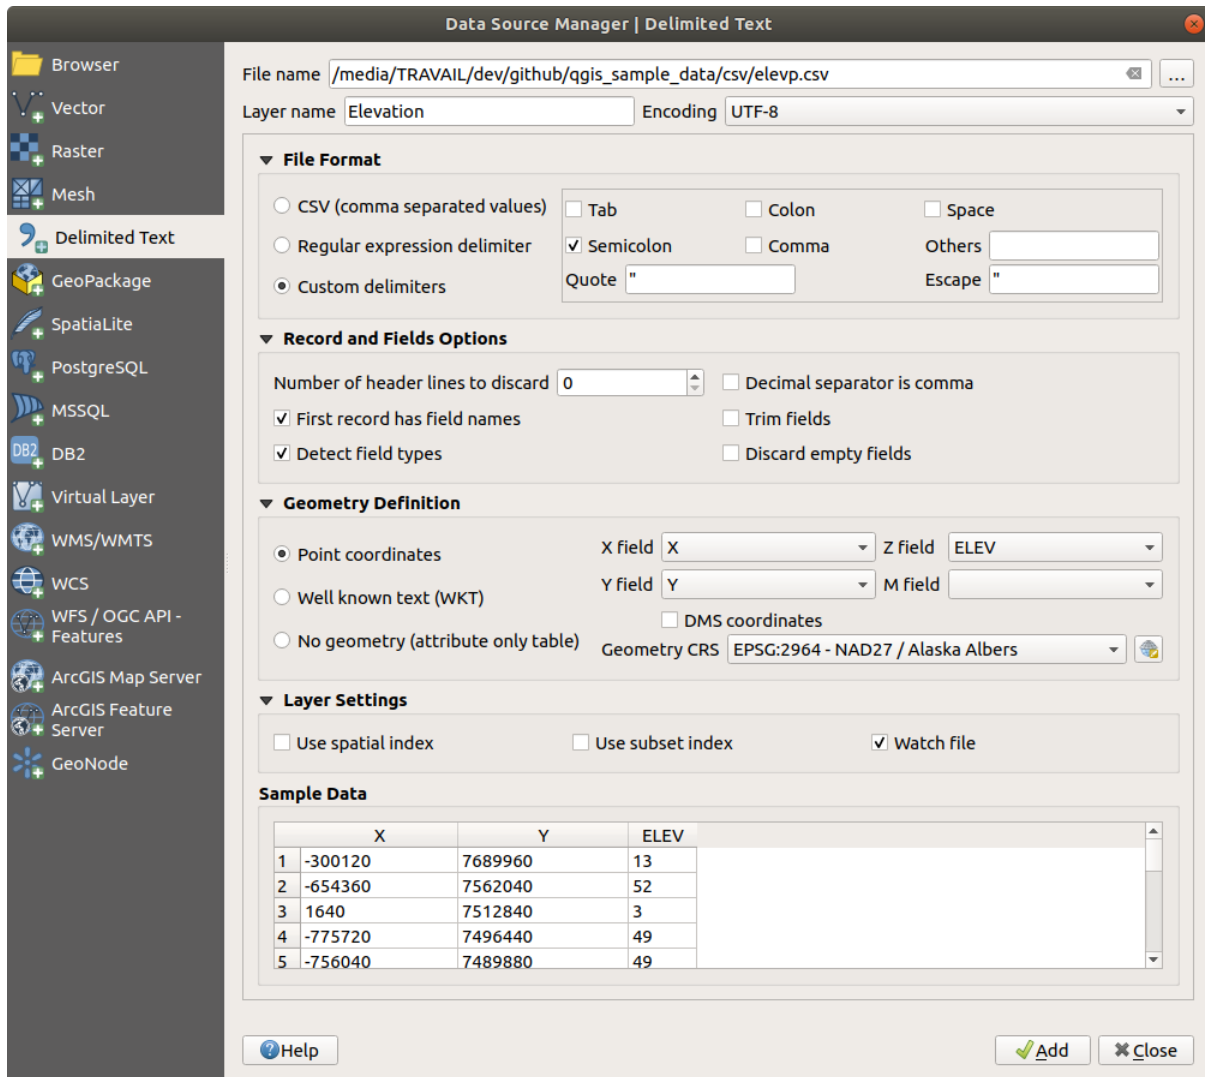 Data Source Manager | Delimited Text
Browser
Vector
Raster
Mesh
Delimited Text
GeoPackage
SpatiaLite
PostgreSQL
MSSQL
DB2
DB2
Virtual Layer
WMS/WMTS
WCS
WFS / OGC API -
Features
ArcGIS Map Server
ArcGIS Feature
Server
GeoNode
File name /media/TRAVAIL/dev/github/qgis_sample_data/csv/elevp.csv ...
Layer name Elevation Encoding UTF-8
File Format
CSV (comma separated values) Tab Colon Space
Regular expression delimiter Semicolon Comma Others
Custom delimiters Quote " Escape "
Record and Fields Options
Number of header lines to discard 0 Decimal separator is comma
First record has field names Trim fields
Detect field types Discard empty fields
Geometry Definition
Point coordinates X field X Z field ELEV
Well known text (WKT) Y field Y M field
DMS coordinates
No geometry (attribute only table) Geometry CRS EPSG:2964 - NAD27 / Alaska Albers
Layer Settings
Use spatial index Use subset index Watch file
Sample Data
X Y ELEV
1 -300120 7689960 13
2 -654360 7562040 52
3 1640 7512840 3
4 -775720 7496440 49
5 -756040 7489880 49
Help Add Close